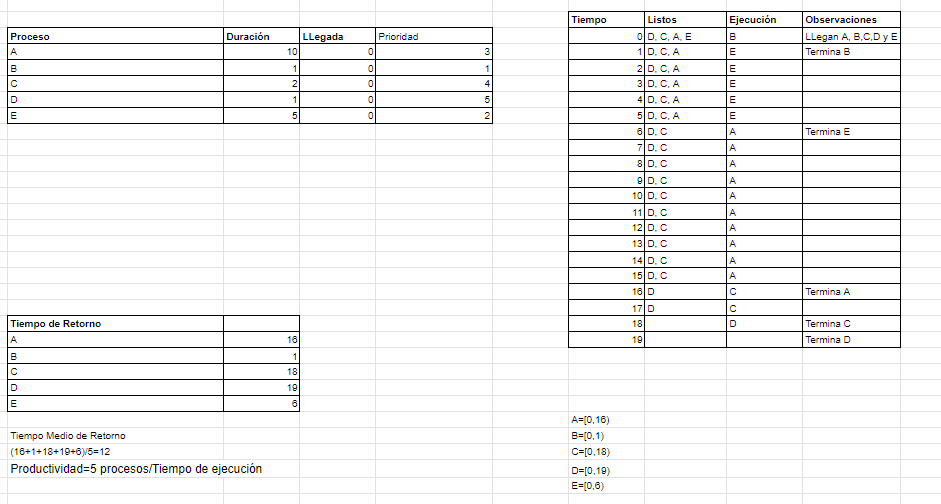 Proceso Duración LLegada Prioridad
A 10 0 3
B 1 0 1
C 2 0 4
D 1 0 5
E 5 0 2
Tiempo Listos Ejecución Observaciones
0 D, C, A, E B LLegan A, B,C,D y E
1 D, C, A E Termina B
2 D, C, A E
3 D, C, A E
4 D, C, A E
5 D, C, A E
6 D, C A Termina E
7 D, C A
8 D, C A
9 D, C A
10 D, C A
11 D, C A
12 D, C A
13 D, C A
14 D, C A
15 D, C A
16 D C Termina A
17 D C
18 D Termina C
19 Termina D
Tiempo de Retorno
A 16
B 1
C 18
D 19
E 6
Tiempo Medio de Retorno
(16+1+18+19+6)/5=12
Productividad=5 procesos/Tiempo de ejecución
A=[0,16)
B=[0,1)
C=[0,18)
D=[0,19)
E=[0,6)